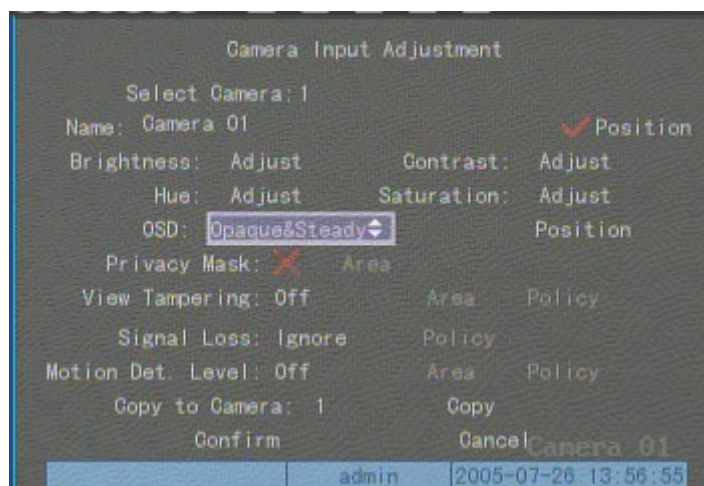 Camera Input Adjustment
Select Camera: 1
Name: Camera 01 Position
Brightness: Adjust Contrast: Adjust
Hue: Adjust Saturation: Adjust
OSD: Opaque&Steady Position
Privacy Mask: Area
View Tampering: Off Area Policy
Signal Loss: Ignore Policy
Motion Det. Level: Off Area Policy
Copy to Camera: 1 Copy
Confirm Cancel
Camera 01
admin 2005-07-26 13:56:55